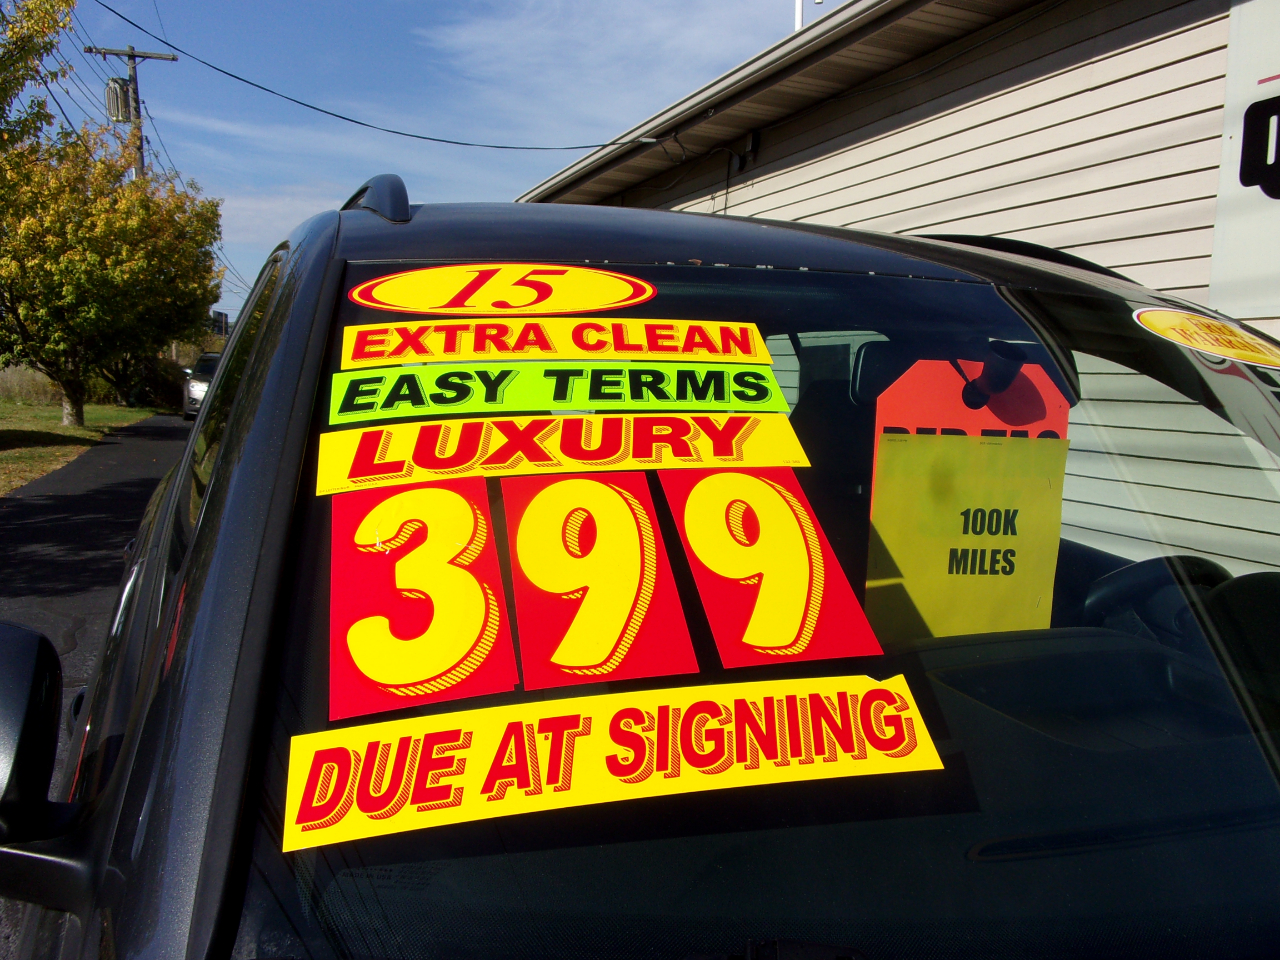 15
EXTRA CLEAN
EASY TERMS
LUXURY
399
DUE AT SIGNING
100K
MILES